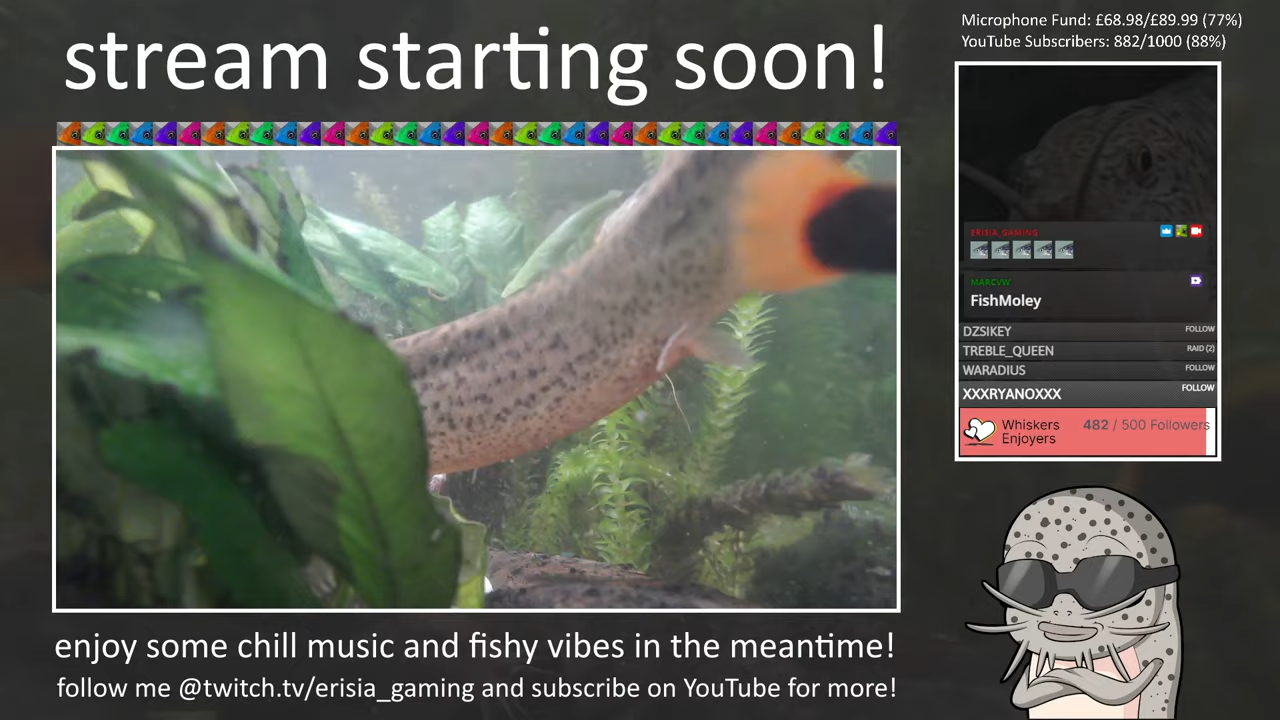 stream starting soon!
Microphone Fund: £68.98/£89.99 (77%)
YouTube Subscribers: 882/1000 (88%)
ERISIA_GAMING
MARCVW
FishMoley
DZSIKEY FOLLOW
TREBLE_QUEEN RAID (2)
WARADIUS FOLLOW
XXXRYANOXXX FOLLOW
Whiskers Enjoyers 482 / 500 Followers
enjoy some chill music and fishy vibes in the meantime!
follow me @twitch.tv/erisia_gaming and subscribe on YouTube for more!